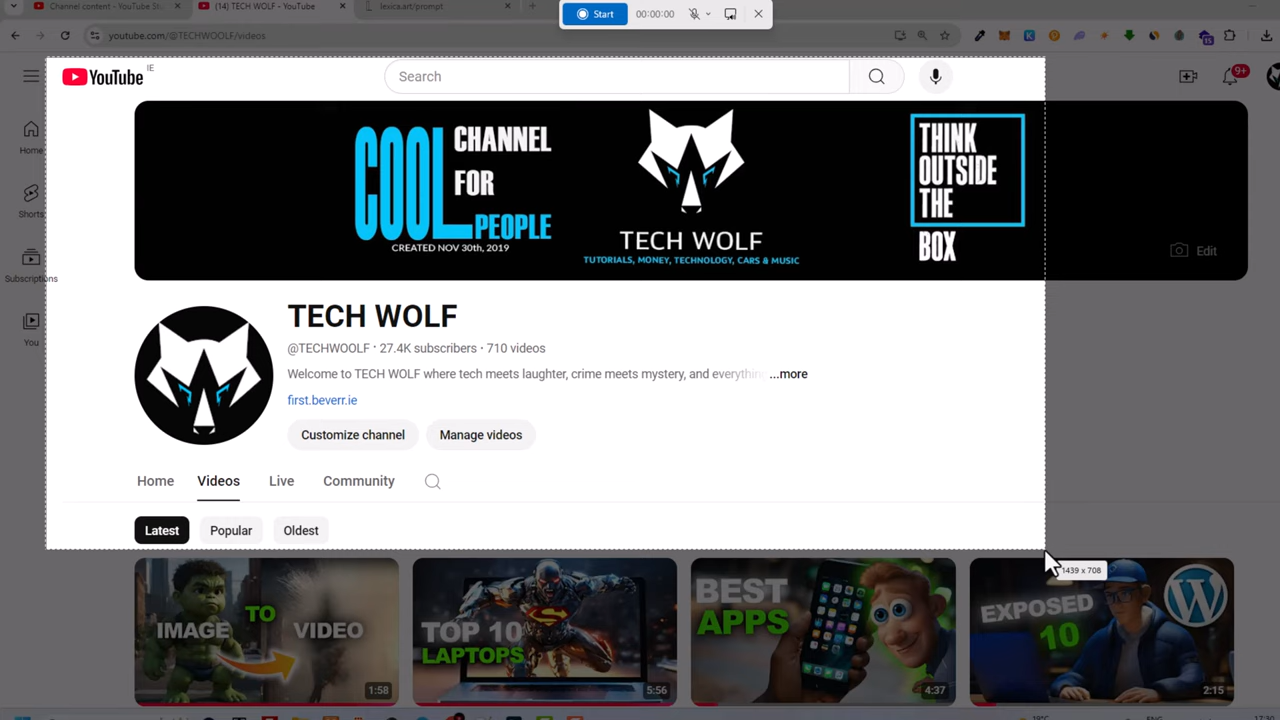 Channel content - YouTube St
(14) TECH WOLF - YouTube
lexica.art/prompt
Start
00:00:00
youtube.com/@TECHWOOLF/videos
15
YouTube
IE
Search
9+
Home
Shorts
Subscriptions
You
COOL
CHANNEL
FOR
PEOPLE
CREATED NOV 30th, 2019
TECH WOLF
TUTORIALS, MONEY, TECHNOLOGY, CARS & MUSIC
THINK
OUTSIDE
THE
BOX
Edit
TECH WOLF
@TECHWOOLF · 27.4K subscribers · 710 videos
Welcome to TECH WOLF where tech meets laughter, crime meets mystery, and everything ...more
first.beverr.ie
Customize channel
Manage videos
Home
Videos
Live
Community
Latest
Popular
Oldest
1439 x 708
IMAGE TO VIDEO
1:58
TOP 10
LAPTOPS
5:56
BEST
APPS
4:37
EXPOSED
10
2:15